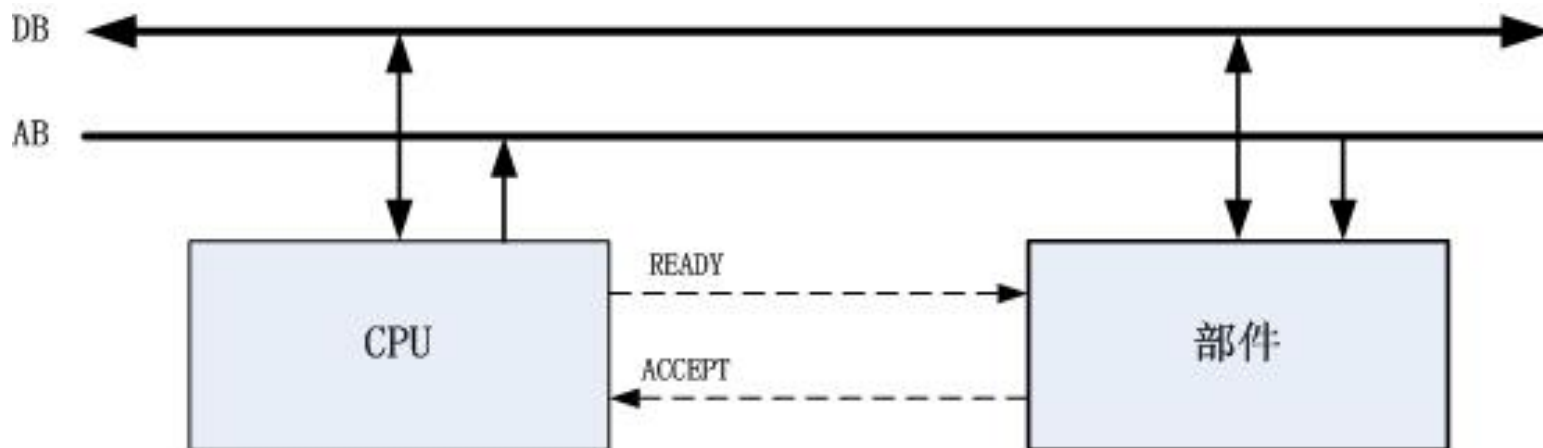 DB
AB
READY
CPU
部件
ACCEPT